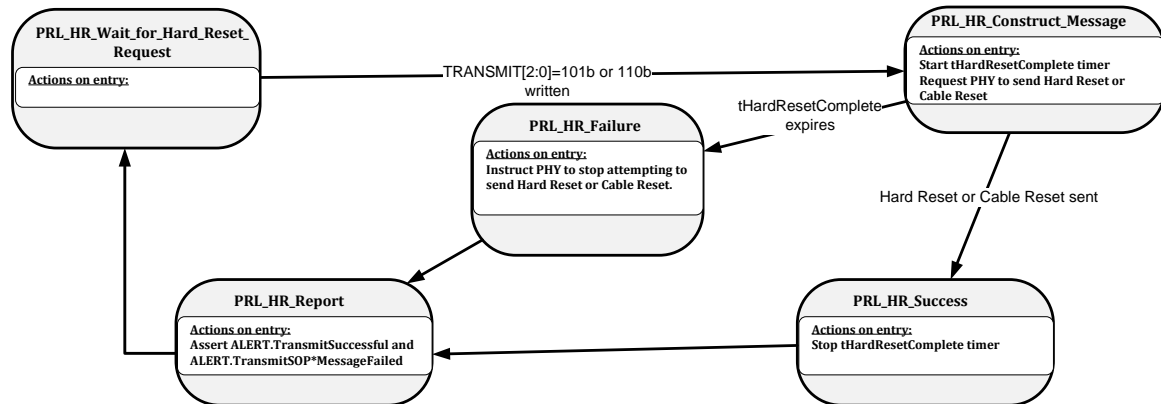 PRL_HR_Wait_for_Hard_Reset_
Request
Actions on entry:
TRANSMIT[2:0]=101b or 110b
written
PRL_HR_Construct_Message
Actions on entry:
Start tHardResetComplete timer
Request PHY to send Hard Reset or
Cable Reset
tHardResetComplete
expires
PRL_HR_Failure
Actions on entry:
Instruct PHY to stop attempting to
send Hard Reset or Cable Reset.
Hard Reset or Cable Reset sent
PRL_HR_Report
Actions on entry:
Assert ALERT.TransmitSuccessful and
ALERT.TransmitSOP*MessageFailed
PRL_HR_Success
Actions on entry:
Stop tHardResetComplete timer